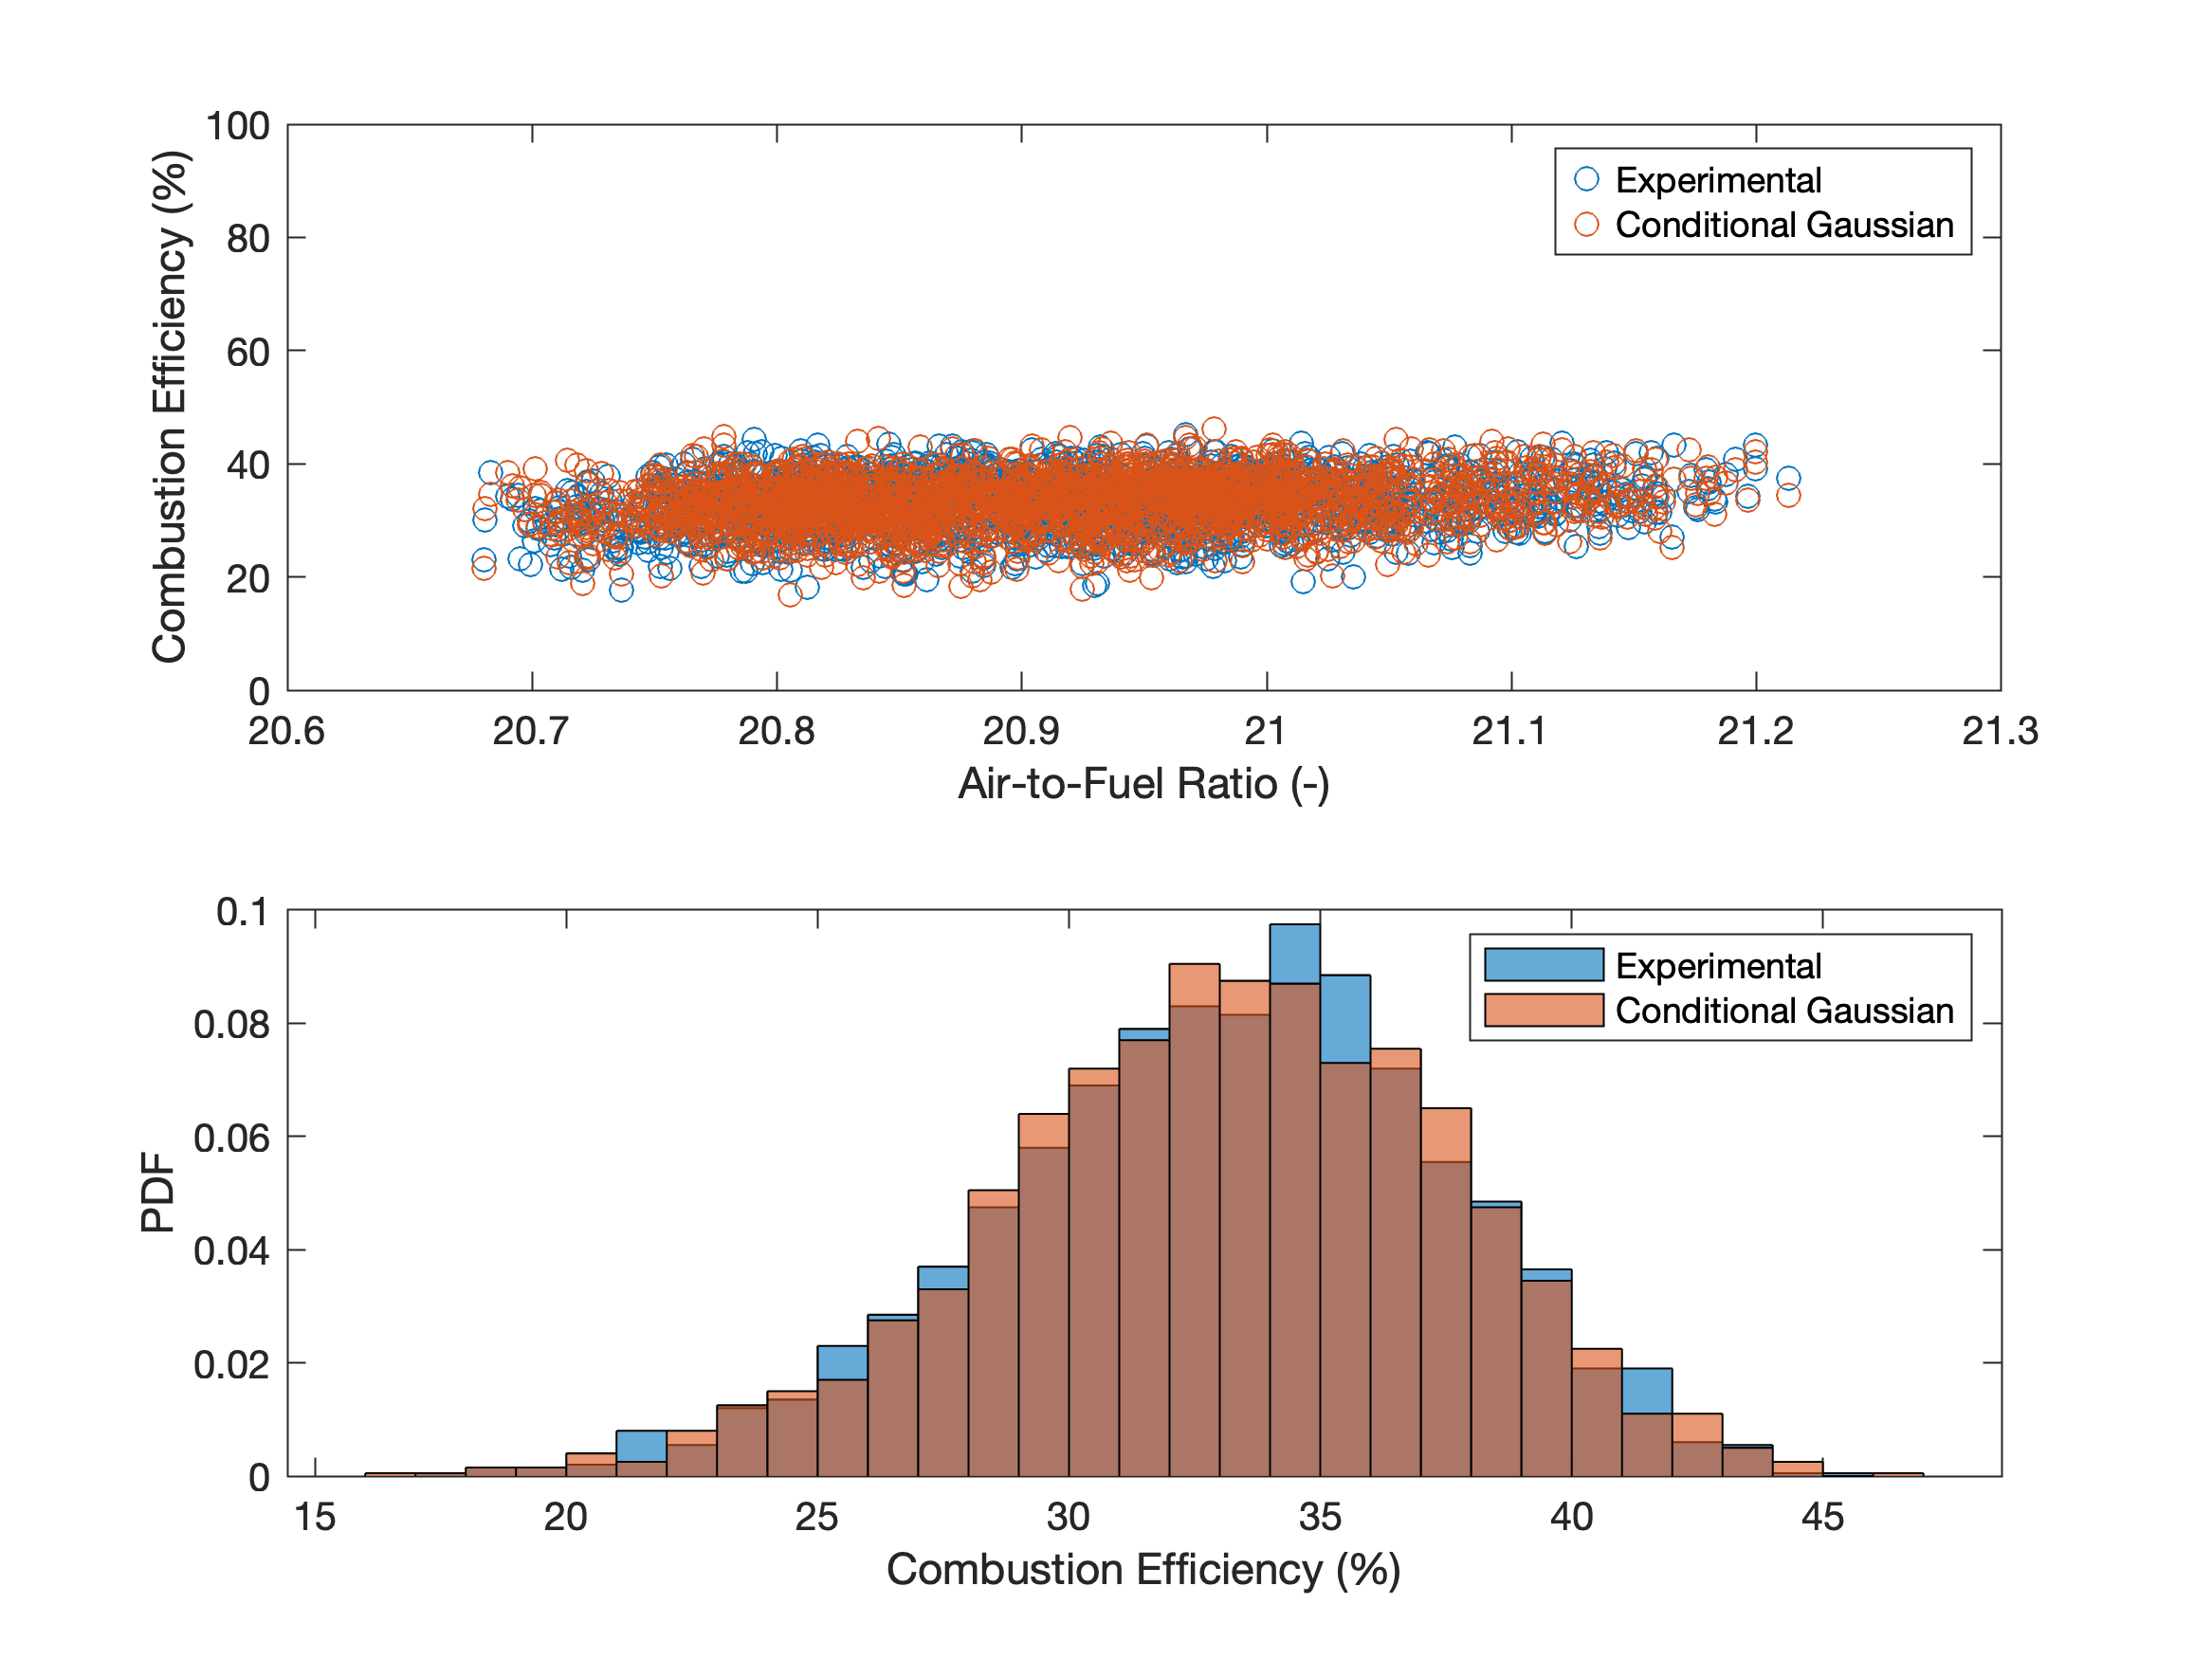 100
80
60
40
20
0
Combustion Efficiency (%)
Experimental
Conditional Gaussian
20.6 20.7 20.8 20.9 21 21.1 21.2 21.3
Air-to-Fuel Ratio (-)
0.1
0.08
0.06
0.04
0.02
0
PDF
Experimental
Conditional Gaussian
15 20 25 30 35 40 45
Combustion Efficiency (%)